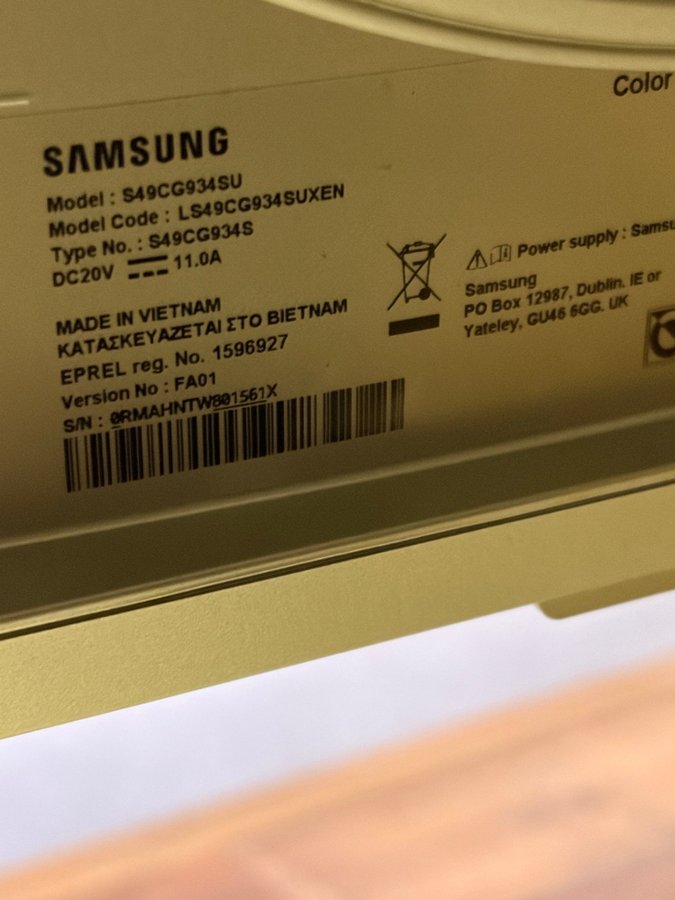 SAMSUNG
Model : S49CG934SU
Model Code : LS49CG934SUXEN
Type No. : S49CG934S
DC20V 11.0A
MADE IN VIETNAM
ΚΑΤΑΣΚΕΥΑΖΕΤΑΙ ΣΤΟ ΒΙΕΤΝΑΜ
EPREL reg. No. 1596927
Version No : FA01
S/N : 0RMAHNTW801561X
Color
Power supply : Samsu
Samsung
PO Box 12987, Dublin. IE or
Yateley, GU46 6GG. UK